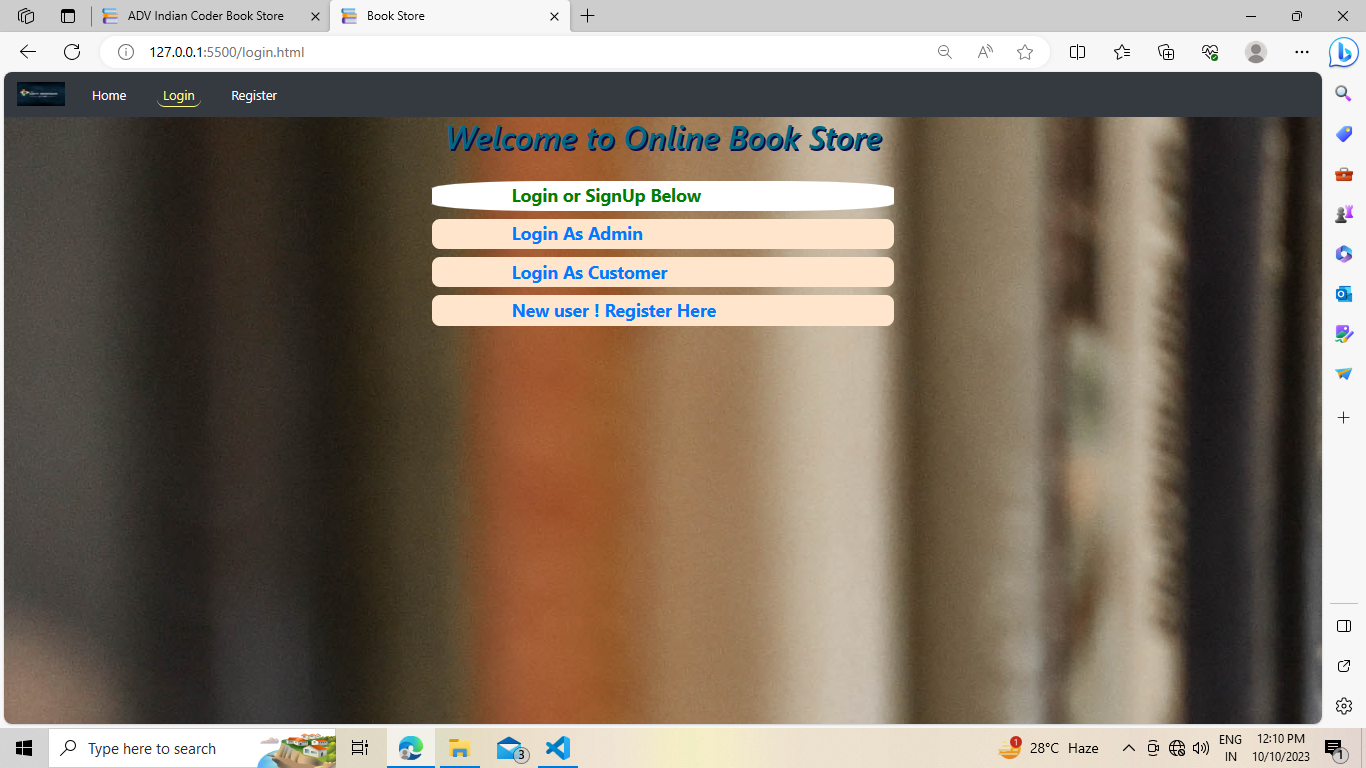 ADV Indian Coder Book Store
Book Store
127.0.0.1:5500/login.html
Home
Login
Register
Welcome to Online Book Store
Login or SignUp Below
Login As Admin
Login As Customer
New user ! Register Here
Type here to search
3
1
28°C Haze
ENG
IN
12:10 PM
10/10/2023
1